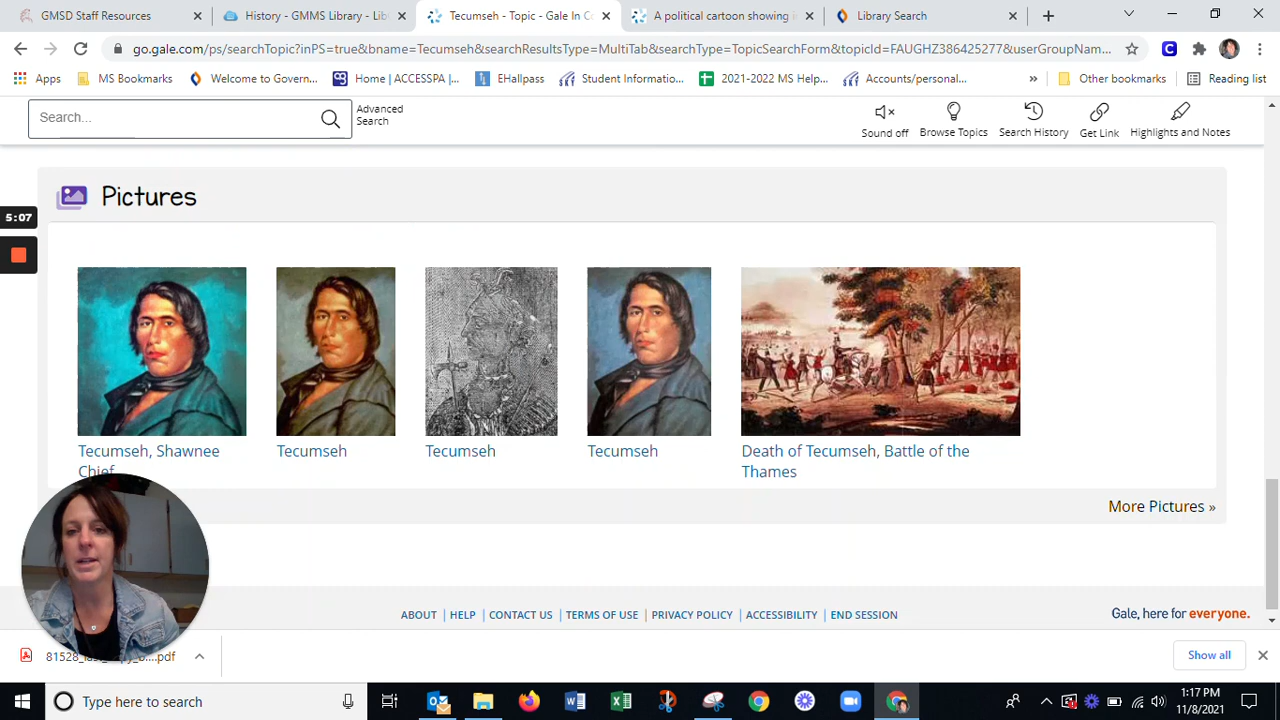 GMSD Staff Resources
History - GMMS Library - Lib
Tecumseh - Topic - Gale In Co
A political cartoon showing i
Library Search
go.gale.com/ps/searchTopic?inPS=true&bname=Tecumseh&searchResultsType=MultiTab&searchType=TopicSearchForm&topicId=FAUGHZ386425277&userGroupNam...
Apps
MS Bookmarks
Welcome to Govern...
Home | ACCESSPA |...
EHallpass
Student Informatio...
2021-2022 MS Help...
Accounts/personal...
»
Other bookmarks
Reading list
Search...
Advanced
Search
Sound off
Browse Topics
Search History
Get Link
Highlights and Notes
5:07
Pictures
Tecumseh, Shawnee
Chief
Tecumseh
Tecumseh
Tecumseh
Death of Tecumseh, Battle of the
Thames
More Pictures »
ABOUT | HELP | CONTACT US | TERMS OF USE | PRIVACY POLICY | ACCESSIBILITY | END SESSION
Gale, here for everyone.
Show all
Type here to search
1:17 PM
11/8/2021